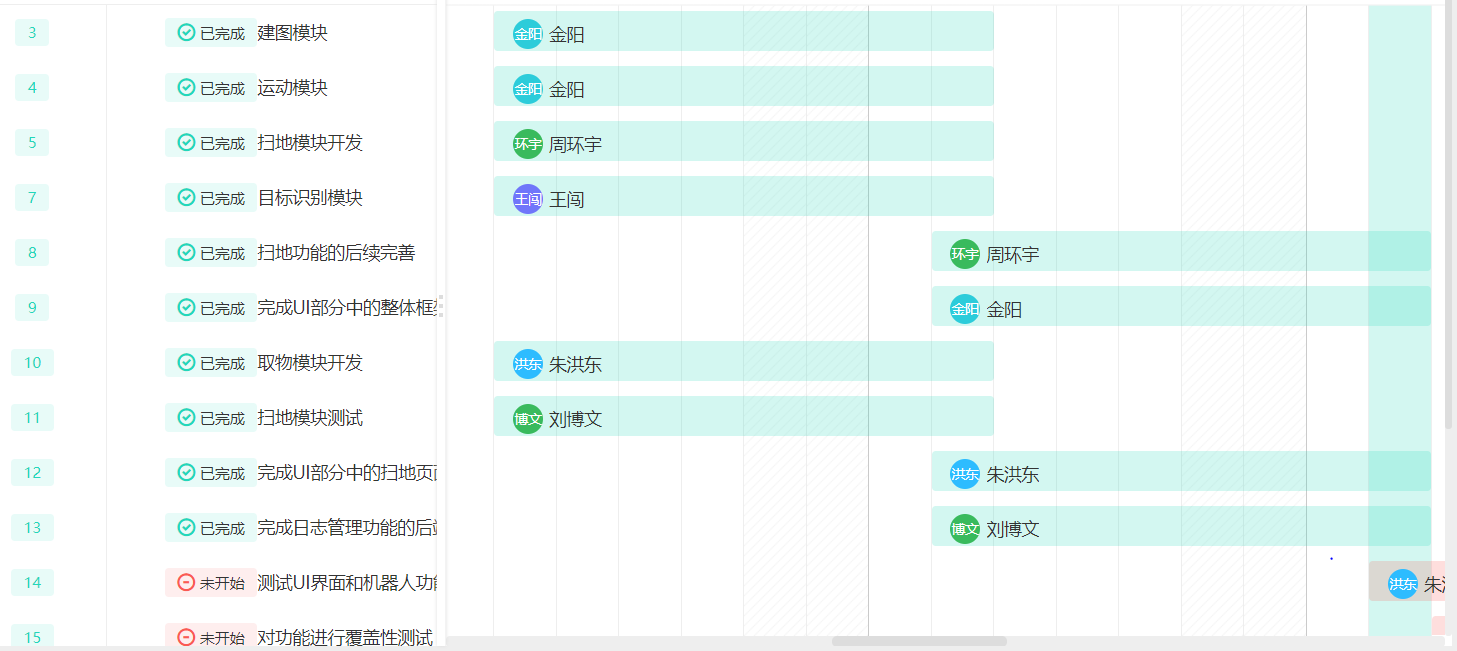 3 已完成 建图模块 金阳 金阳
4 已完成 运动模块 金阳 金阳
5 已完成 扫地模块开发 环宇 周环宇
7 已完成 目标识别模块 王闯 王闯
8 已完成 扫地功能的后续完善 环宇 周环宇
9 已完成 完成UI部分中的整体框 金阳 金阳
10 已完成 取物模块开发 洪东 朱洪东
11 已完成 扫地模块测试 博文 刘博文
12 已完成 完成UI部分中的扫地页 洪东 朱洪东
13 已完成 完成日志管理功能的后 博文 刘博文
14 未开始 测试UI界面和机器人功 洪东 朱
15 未开始 对功能进行覆盖性测试